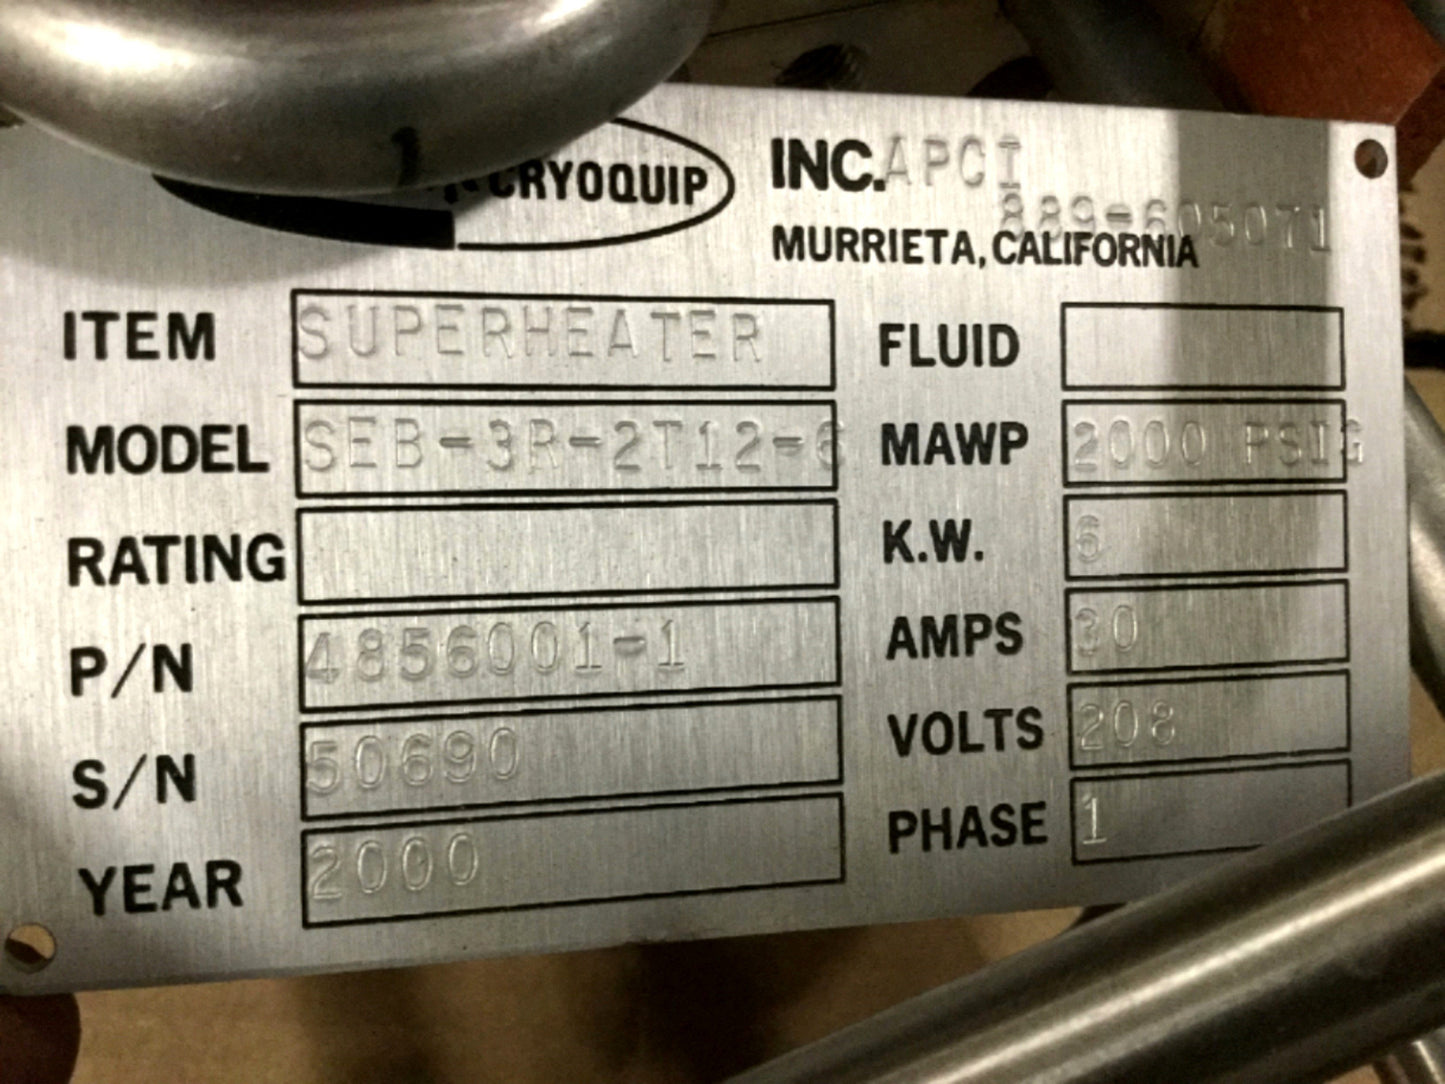 CRYOQUIP INC. APCI
889-605071
MURRIETA, CALIFORNIA
ITEM SUPERHEATER
MODEL SEB-3R-2T12-6
RATING
P/N 4856001-1
S/N 50690
YEAR 2000
FLUID
MAWP 2000 PSIG
K.W. 6
AMPS 30
VOLTS 208
PHASE 1